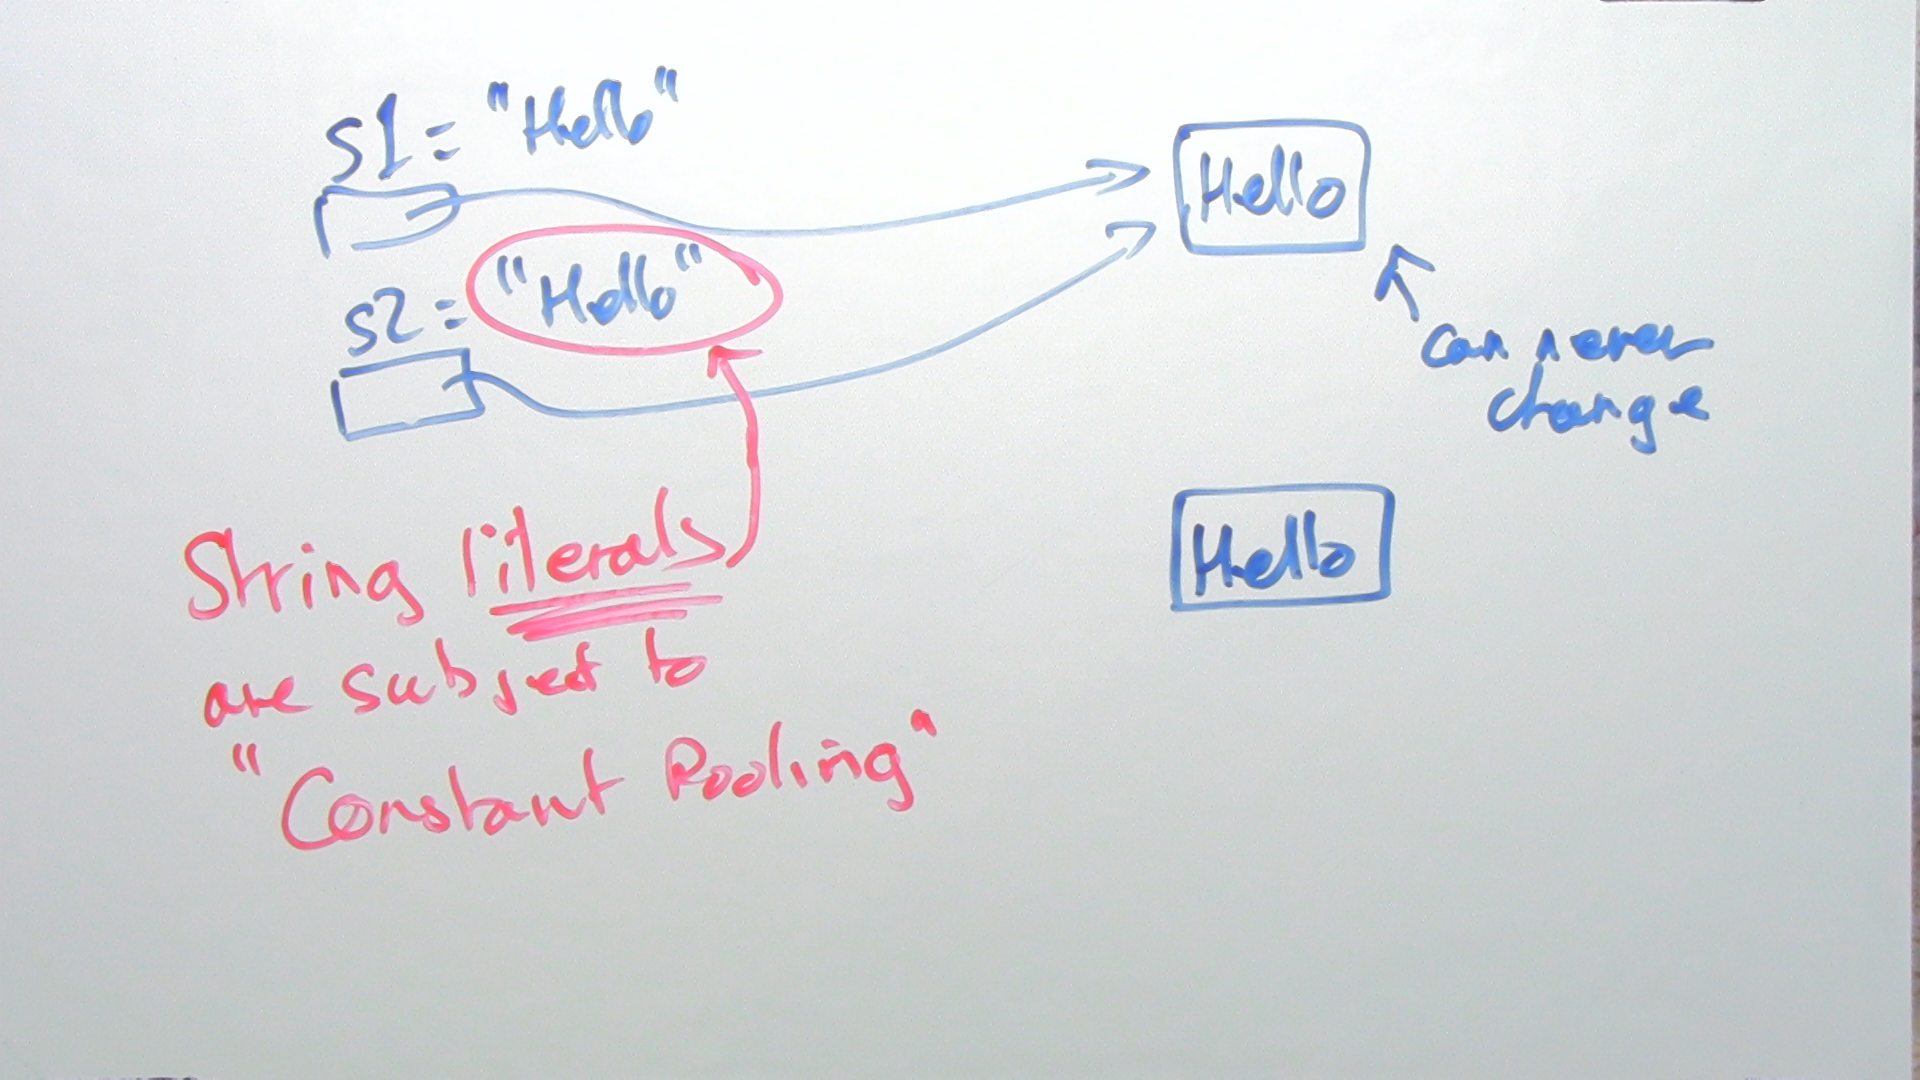 s1 = "Hello"
Hello
s2 = "Hello"
can never
change
Hello
String literals
are subject to
"Constant Pooling"